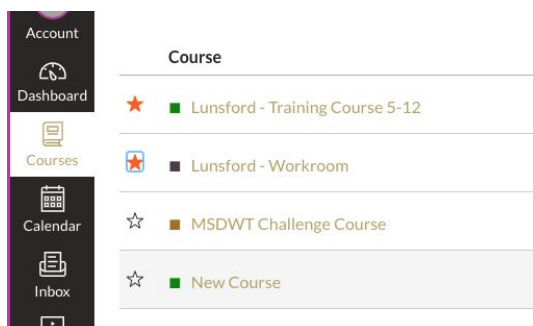 Account
Dashboard
Courses
Calendar
Inbox
Course
Lunsford - Training Course 5-12
Lunsford - Workroom
MSDWT Challenge Course
New Course